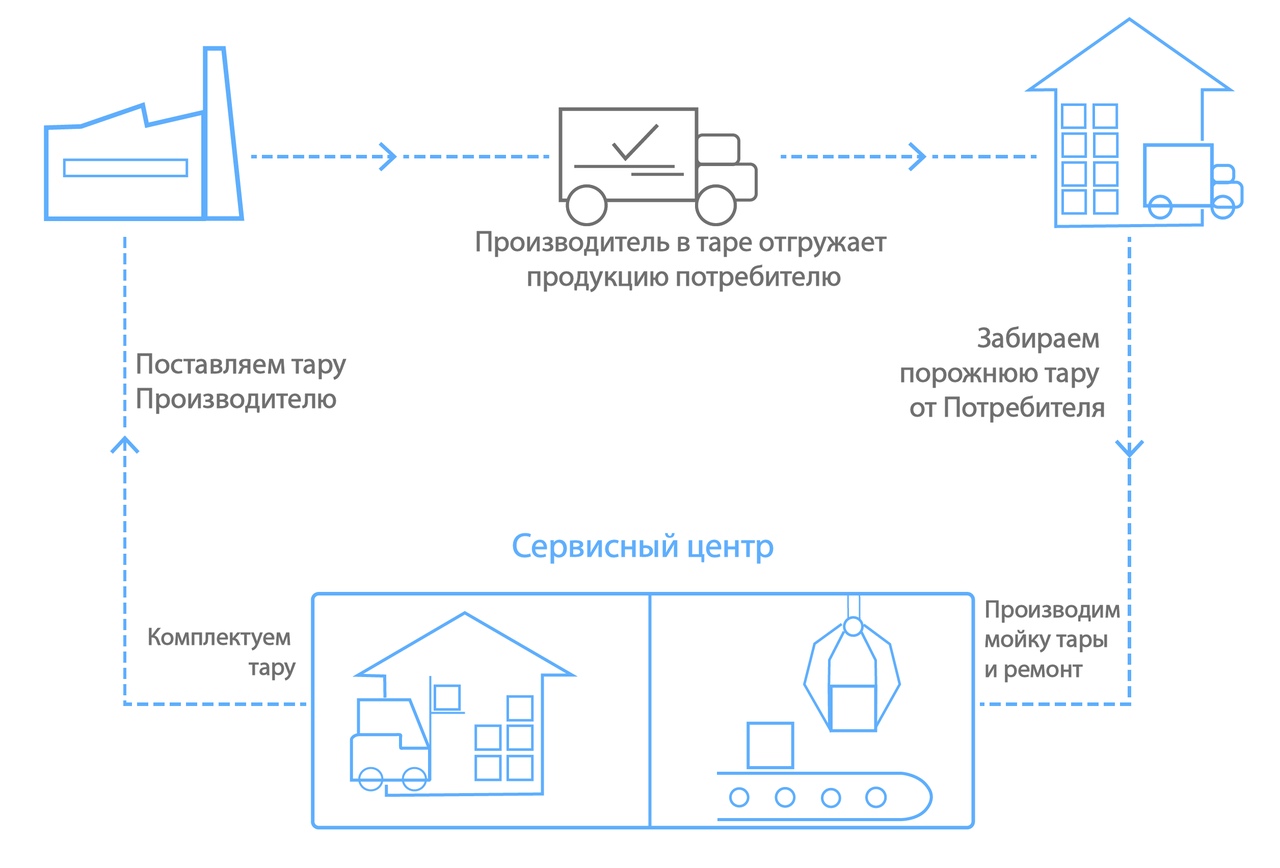 Производитель в таре отгружает
продукцию потребителю
Поставляем тару
Производителю
Забираем
порожнюю тару
от Потребителя
Сервисный центр
Комплектуем
тару
Производим
мойку тары
и ремонт